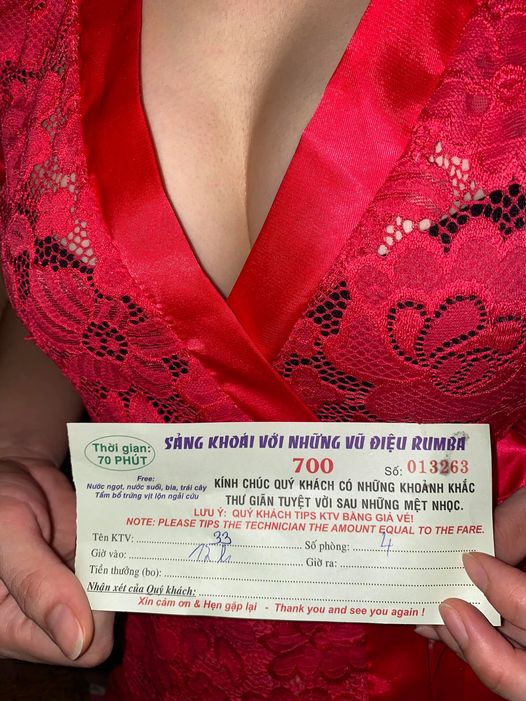 Thời gian:
70 PHÚT
SẢNG KHOÁI VỚI NHỮNG VŨ ĐIỆU RUMBA
700
Số: 013263
Free:
Nước ngọt, nước suối, bia, trái cây
Tẩm bổ trứng vịt lộn ngải cứu
KÍNH CHÚC QUÝ KHÁCH CÓ NHỮNG KHOẢNH KHẮC
THƯ GIÃN TUYỆT VỜI SAU NHỮNG MỆT NHỌC.
LƯU Ý: QUÝ KHÁCH TIPS KTV BẰNG GIÁ VÉ!
NOTE: PLEASE TIPS THE TECHNICIAN THE AMOUNT EQUAL TO THE FARE.
Tên KTV: 33 Số phòng: 4
Giờ vào: 12h Giờ ra:
Tiền thưởng (bo):
Nhận xét của Quý khách:
Xin cảm ơn & Hẹn gặp lại - Thank you and see you again !